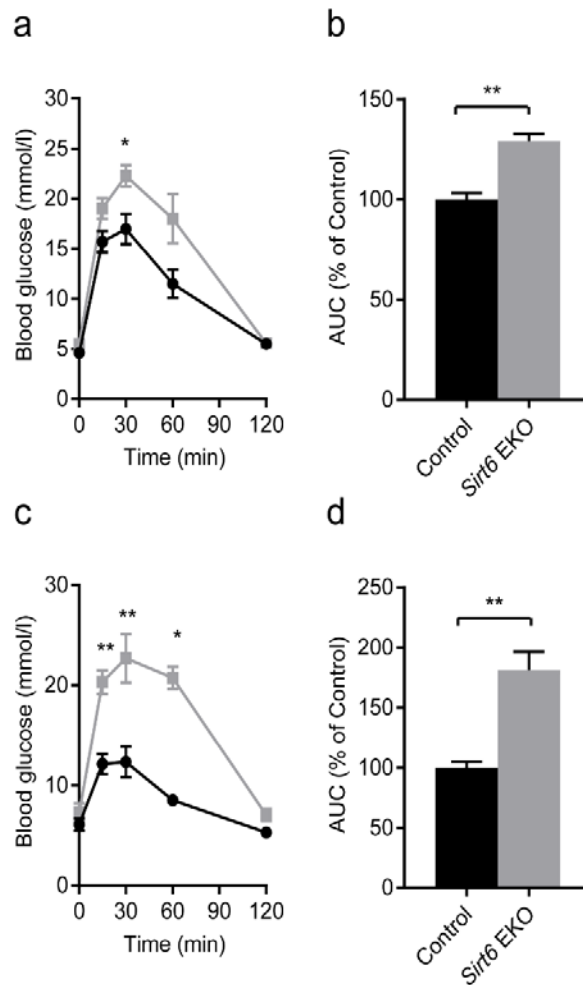 a
Blood glucose (mmol/l)
30
25
20
15
10
5
0
*
0 30 60 90 120
Time (min)
b
AUC (% of Control)
150
100
50
0
**
Control
Sirt6 EKO
c
Blood glucose (mmol/l)
30
20
10
0
**
**
*
0 30 60 90 120
Time (min)
d
AUC (% of Control)
250
200
150
100
50
0
**
Control
Sirt6 EKO